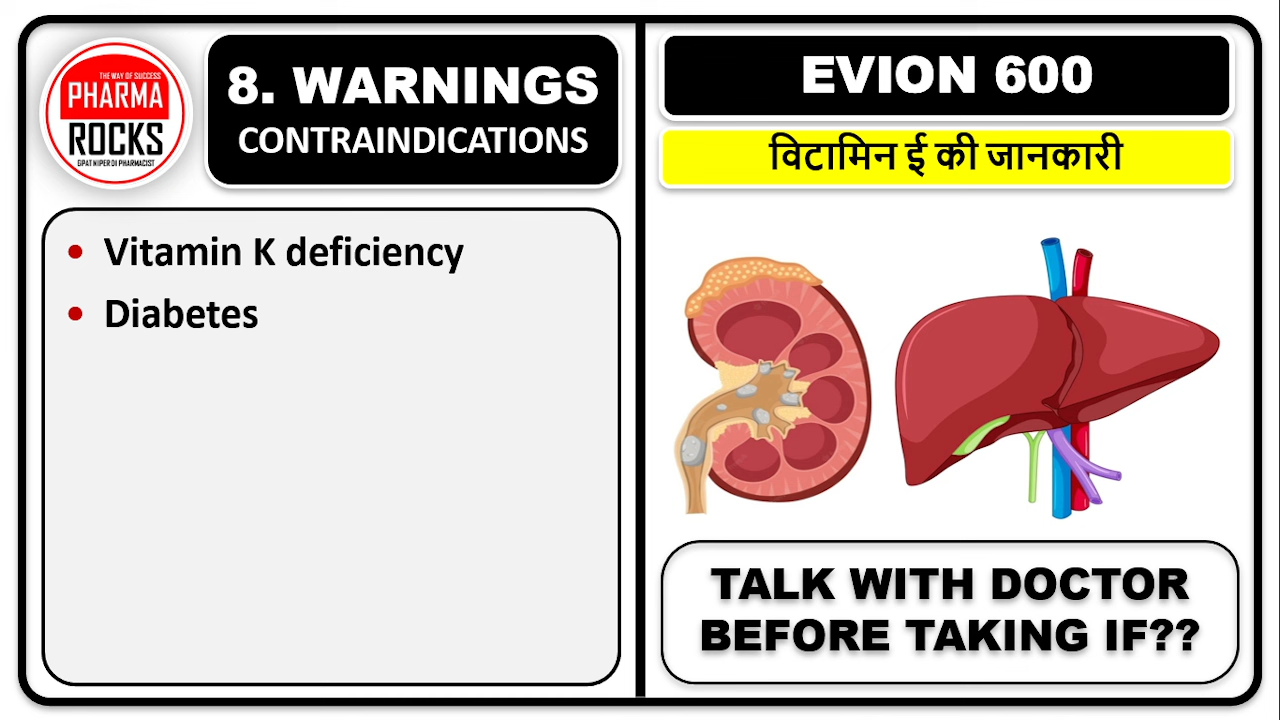 THE WAY OF SUCCESS
PHARMA
ROCKS
GPAT NIPER DI PHARMACIST
8. WARNINGS
CONTRAINDICATIONS
• Vitamin K deficiency
• Diabetes
EVION 600
विटामिन ई की जानकारी
TALK WITH DOCTOR
BEFORE TAKING IF??